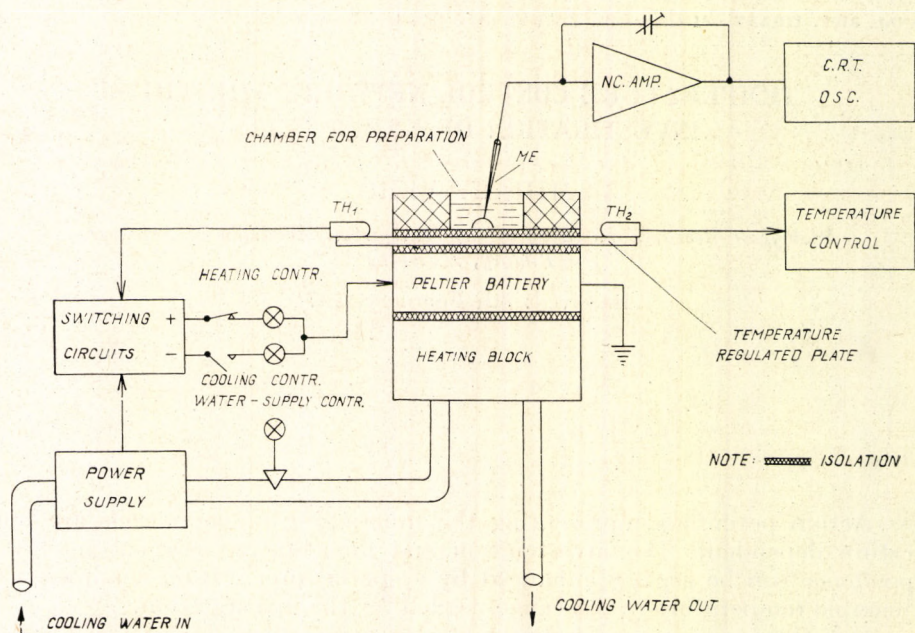 C.R.T.
OSC.
NC. AMP.
CHAMBER FOR PREPARATION
ME
TH₁
TH₂
TEMPERATURE
CONTROL
HEATING CONTR.
PELTIER BATTERY
SWITCHING +
CIRCUITS -
TEMPERATURE
REGULATED PLATE
HEATING BLOCK
COOLING CONTR.
WATER-SUPPLY CONTR.
NOTE: ISOLATION
POWER
SUPPLY
COOLING WATER OUT
COOLING WATER IN